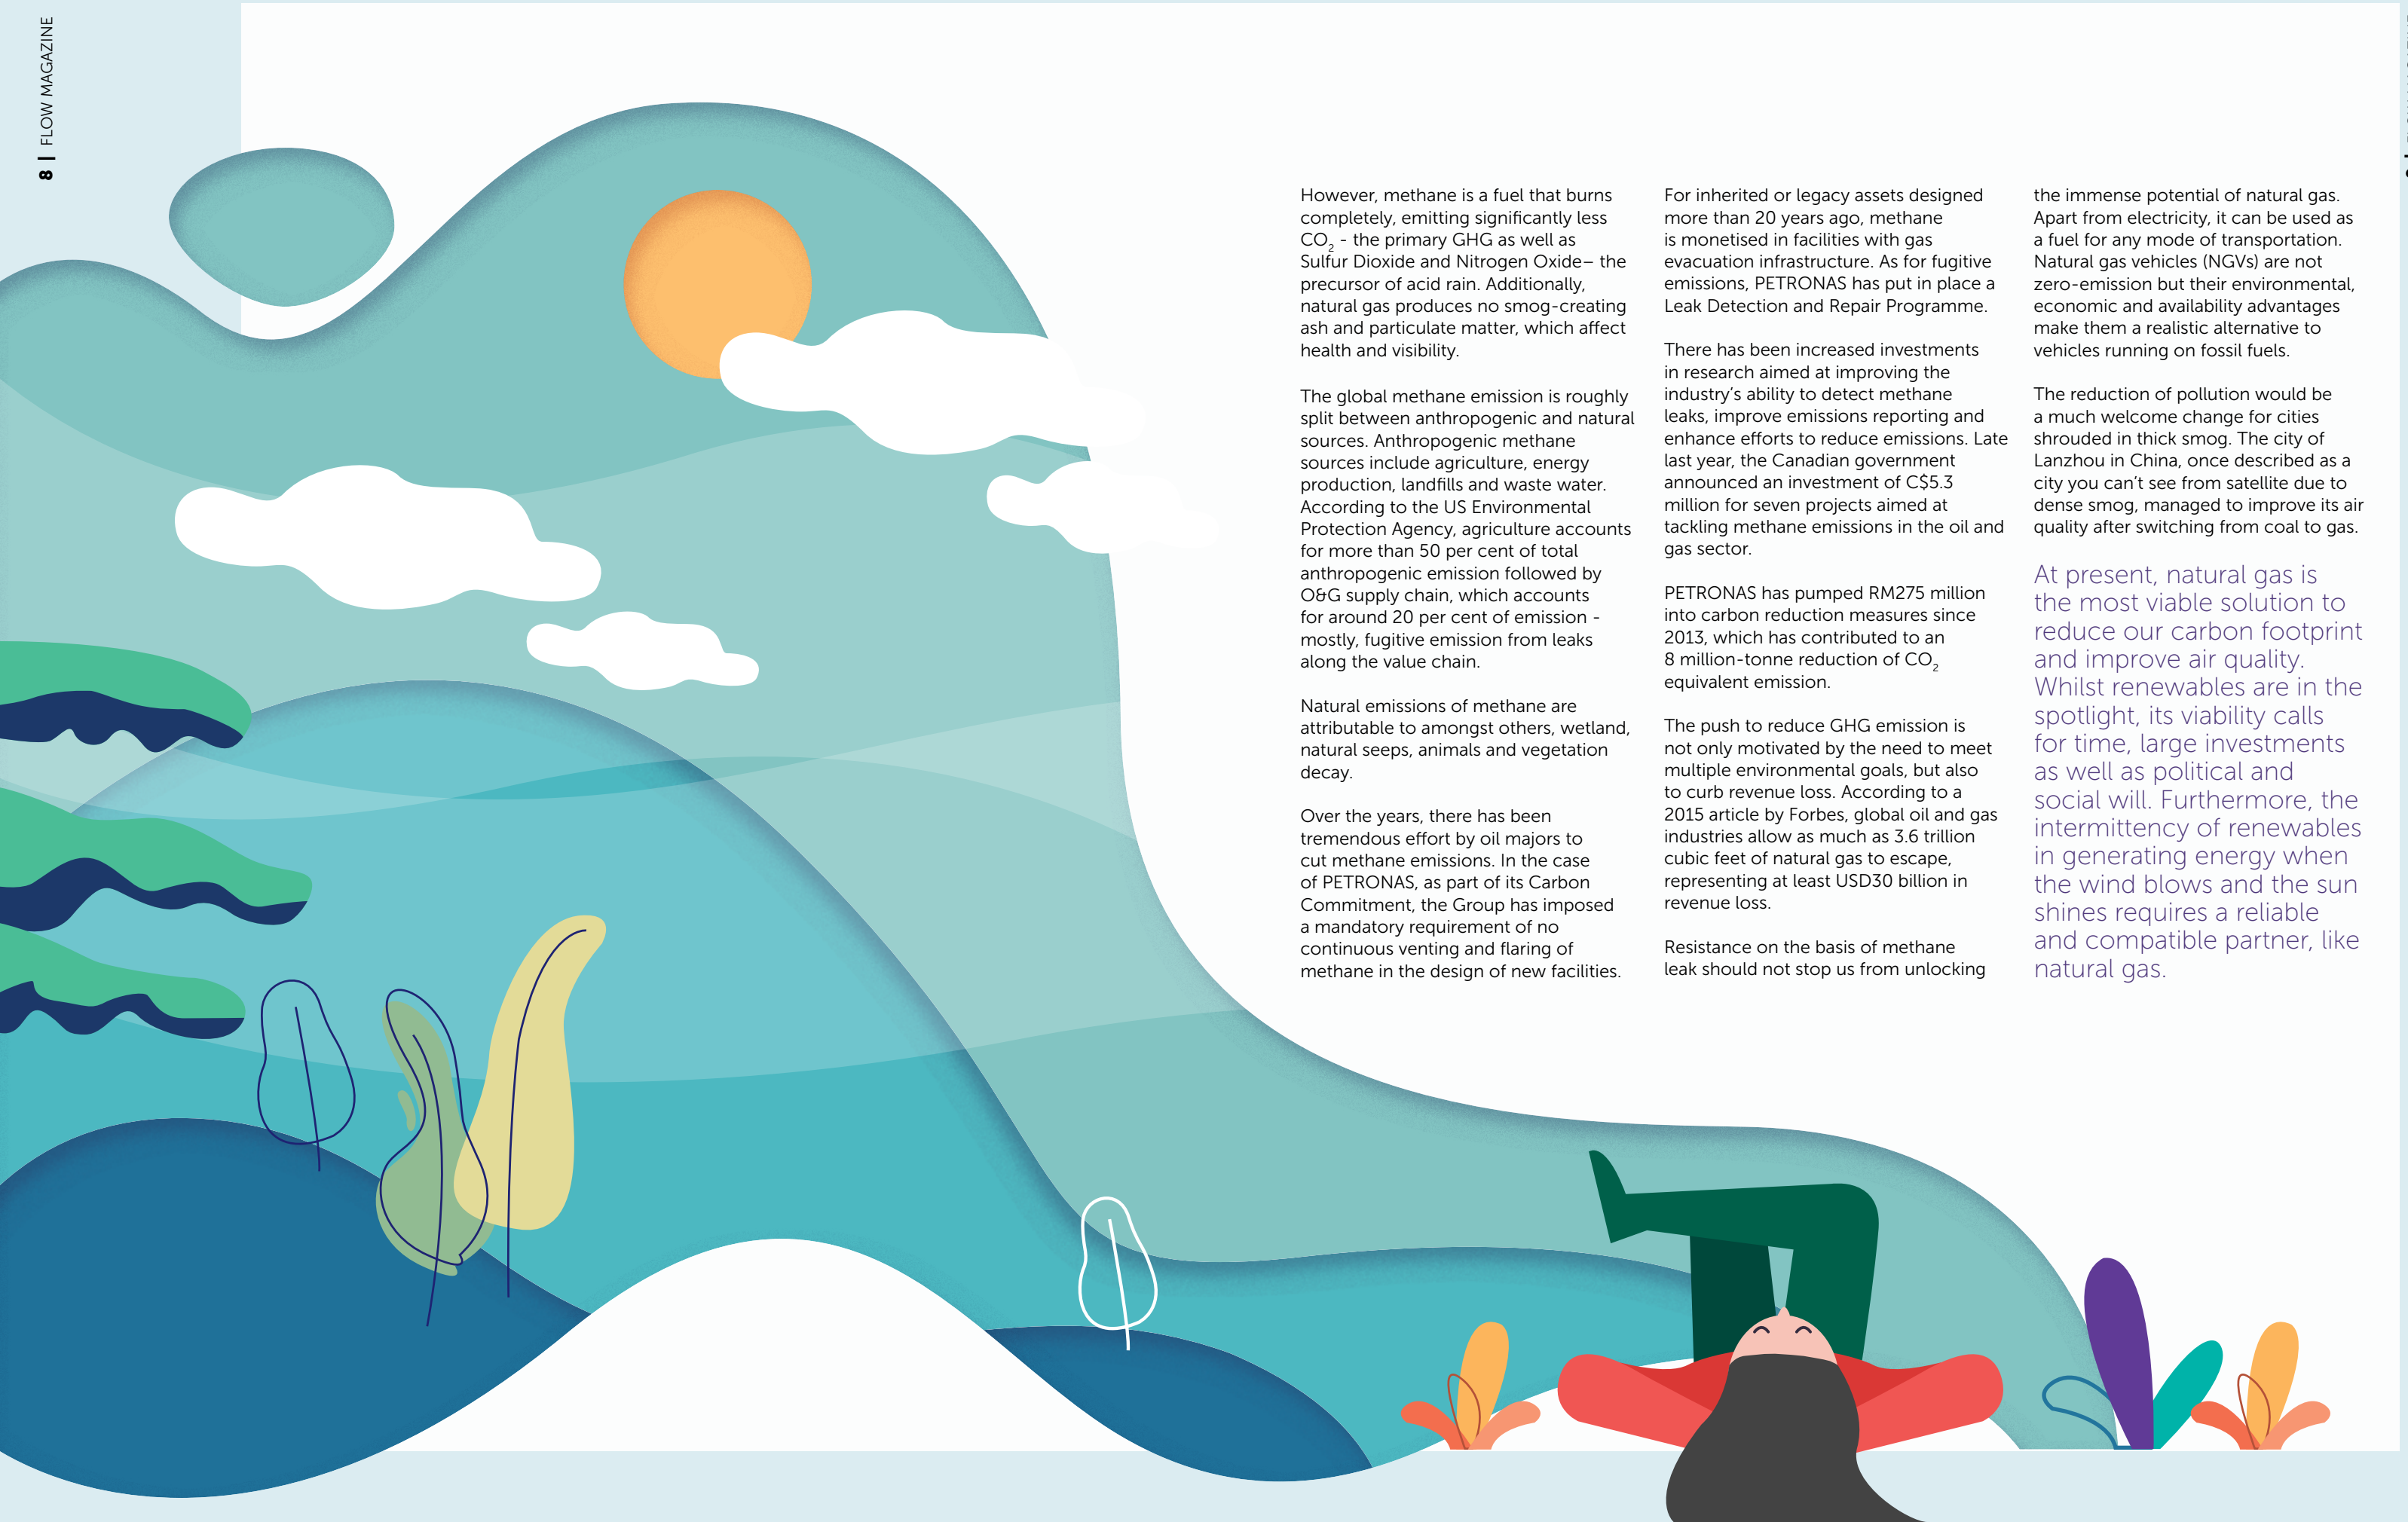 8 | FLOW MAGAZINE
However, methane is a fuel that burns
completely, emitting significantly less
CO2 - the primary GHG as well as
Sulfur Dioxide and Nitrogen Oxide– the
precursor of acid rain. Additionally,
natural gas produces no smog-creating
ash and particulate matter, which affect
health and visibility.
The global methane emission is roughly
split between anthropogenic and natural
sources. Anthropogenic methane
sources include agriculture, energy
production, landfills and waste water.
According to the US Environmental
Protection Agency, agriculture accounts
for more than 50 per cent of total
anthropogenic emission followed by
O&G supply chain, which accounts
for around 20 per cent of emission -
mostly, fugitive emission from leaks
along the value chain.
Natural emissions of methane are
attributable to amongst others, wetland,
natural seeps, animals and vegetation
decay.
Over the years, there has been
tremendous effort by oil majors to
cut methane emissions. In the case
of PETRONAS, as part of its Carbon
Commitment, the Group has imposed
a mandatory requirement of no
continuous venting and flaring of
methane in the design of new facilities.
For inherited or legacy assets designed
more than 20 years ago, methane
is monetised in facilities with gas
evacuation infrastructure. As for fugitive
emissions, PETRONAS has put in place a
Leak Detection and Repair Programme.
There has been increased investments
in research aimed at improving the
industry’s ability to detect methane
leaks, improve emissions reporting and
enhance efforts to reduce emissions. Late
last year, the Canadian government
announced an investment of C$5.3
million for seven projects aimed at
tackling methane emissions in the oil and
gas sector.
PETRONAS has pumped RM275 million
into carbon reduction measures since
2013, which has contributed to an
8 million-tonne reduction of CO2
equivalent emission.
The push to reduce GHG emission is
not only motivated by the need to meet
multiple environmental goals, but also
to curb revenue loss. According to a
2015 article by Forbes, global oil and gas
industries allow as much as 3.6 trillion
cubic feet of natural gas to escape,
representing at least USD30 billion in
revenue loss.
Resistance on the basis of methane
leak should not stop us from unlocking
the immense potential of natural gas.
Apart from electricity, it can be used as
a fuel for any mode of transportation.
Natural gas vehicles (NGVs) are not
zero-emission but their environmental,
economic and availability advantages
make them a realistic alternative to
vehicles running on fossil fuels.
The reduction of pollution would be
a much welcome change for cities
shrouded in thick smog. The city of
Lanzhou in China, once described as a
city you can’t see from satellite due to
dense smog, managed to improve its air
quality after switching from coal to gas.
At present, natural gas is
the most viable solution to
reduce our carbon footprint
and improve air quality.
Whilst renewables are in the
spotlight, its viability calls
for time, large investments
as well as political and
social will. Furthermore, the
intermittency of renewables
in generating energy when
the wind blows and the sun
shines requires a reliable
and compatible partner, like
natural gas.